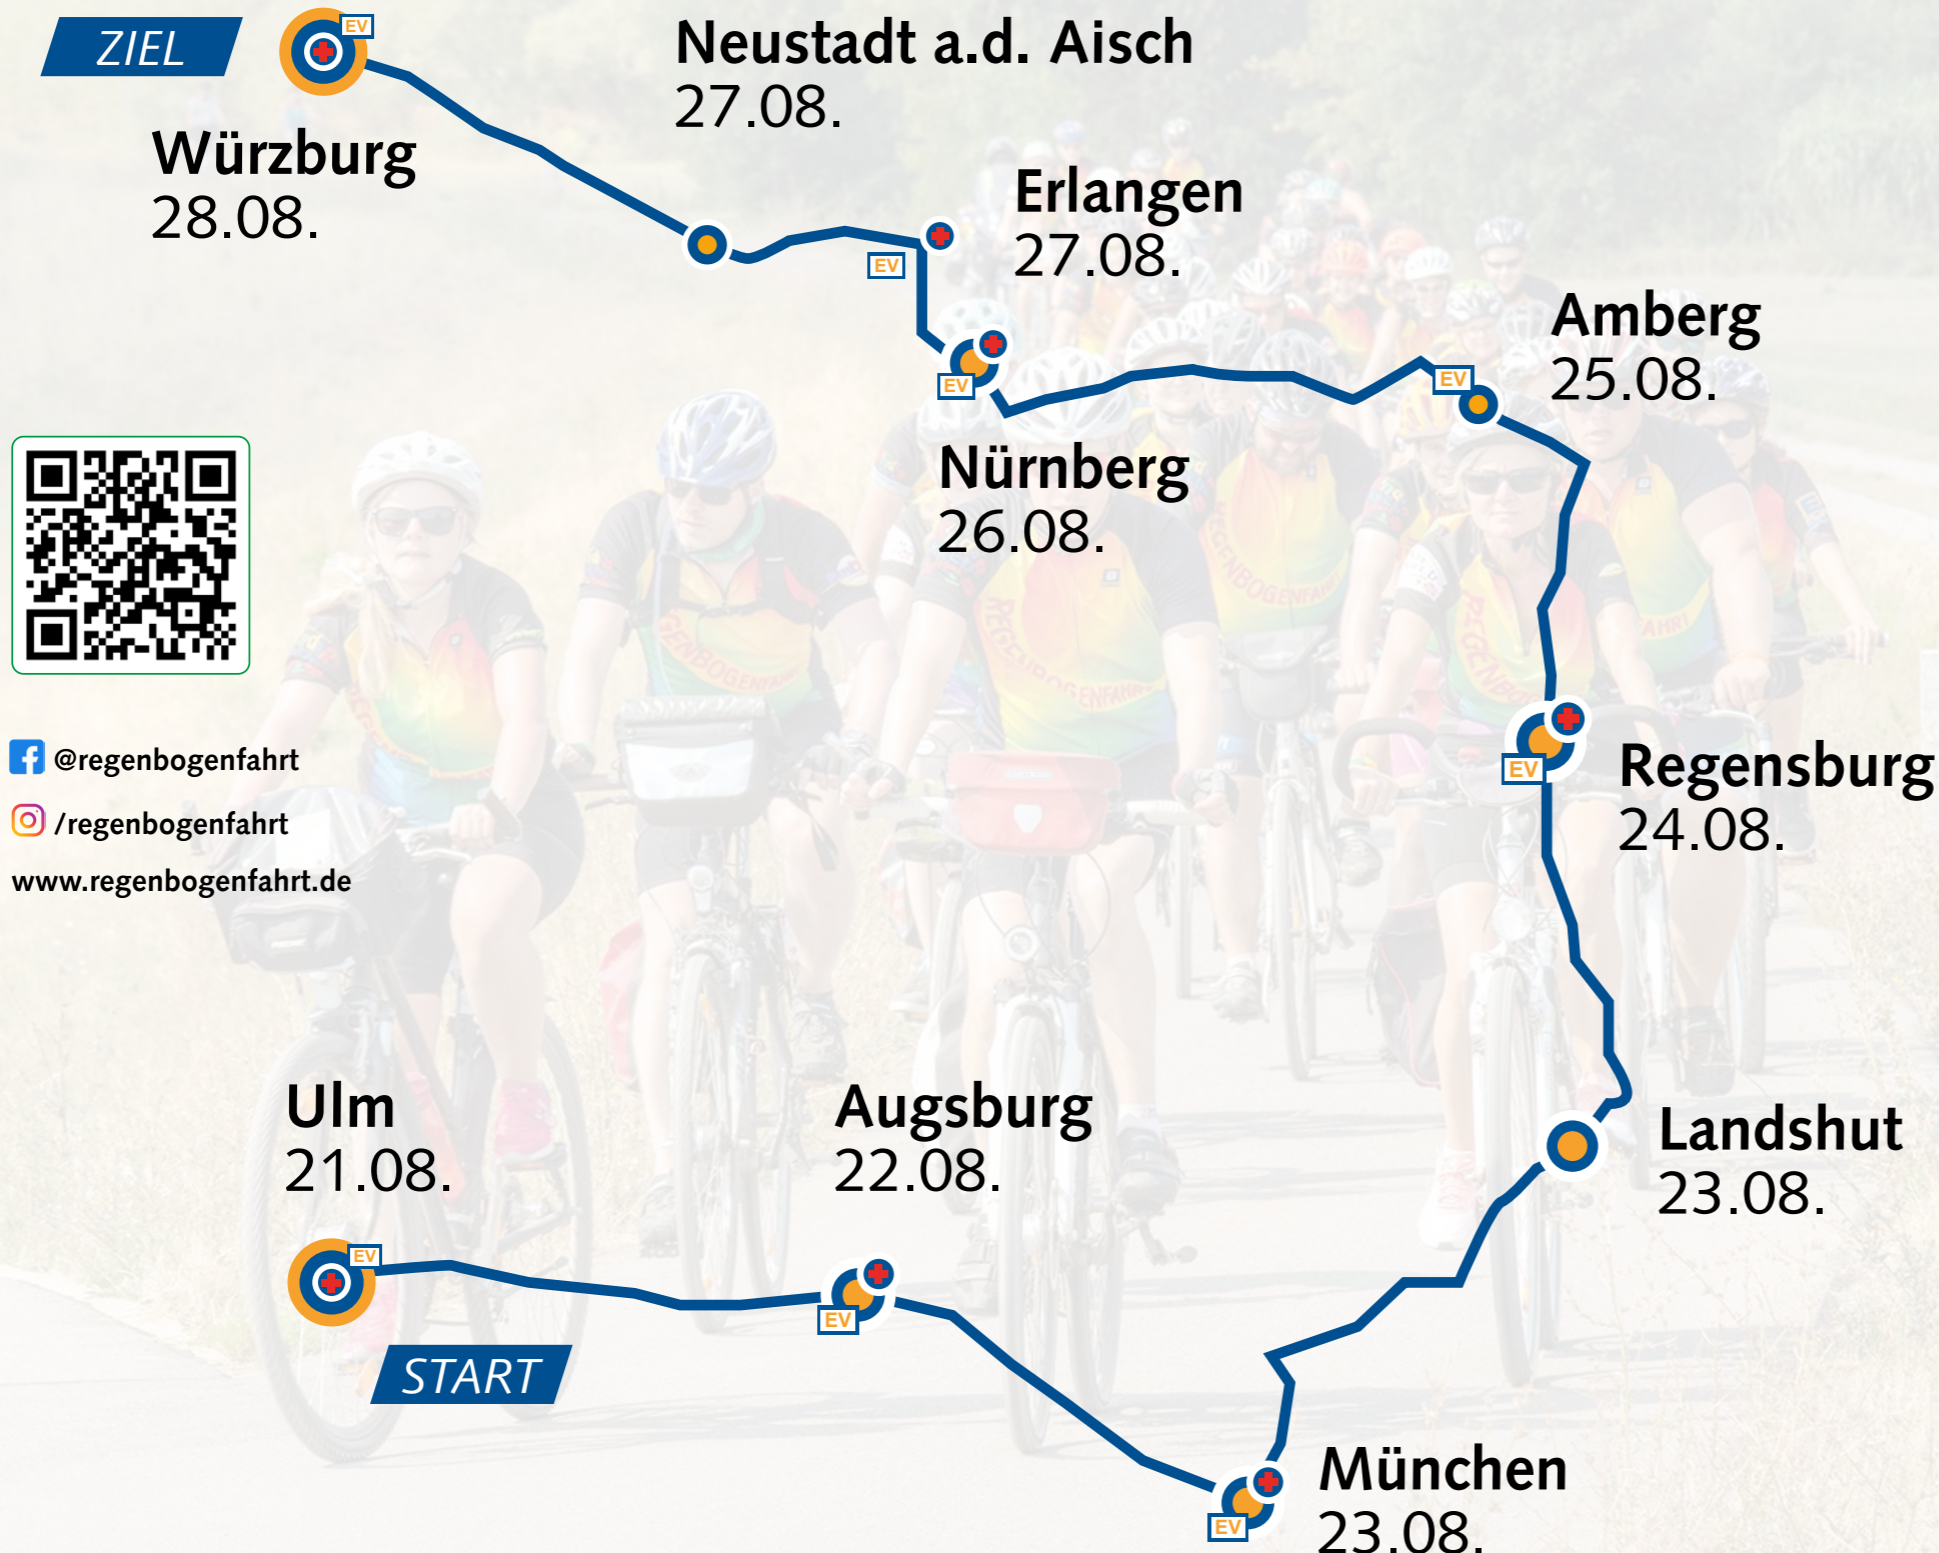 ZIEL
EV
Würzburg
28.08.
Neustadt a.d. Aisch
27.08.
Erlangen
27.08.
EV
EV
Nürnberg
26.08.
Amberg
25.08.
EV
@regenbogenfahrt
/regenbogenfahrt
www.regenbogenfahrt.de
EV
Regensburg
24.08.
Landshut
23.08.
Ulm
21.08.
EV
START
Augsburg
22.08.
EV
München
23.08.
EV
REGENBOGENFAHRT